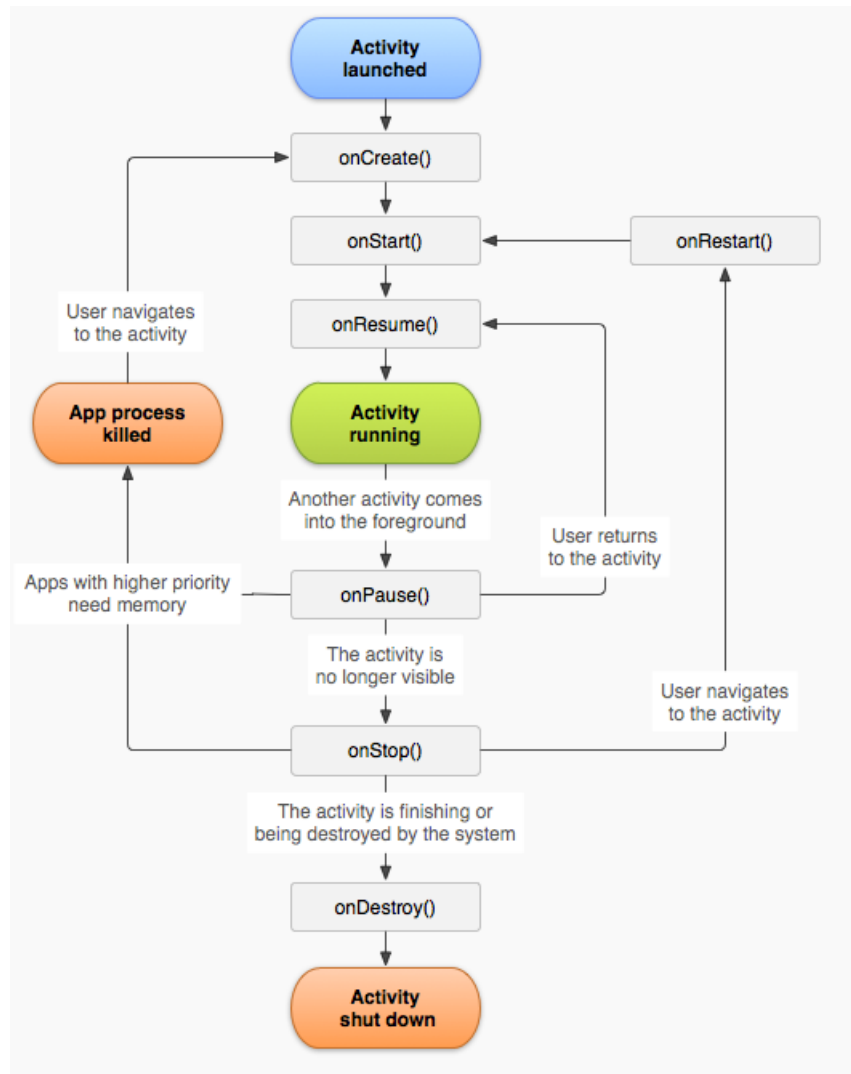 Activity
launched
onCreate()
onStart()
onRestart()
User navigates
to the activity
onResume()
App process
killed
Activity
running
Another activity comes
into the foreground
User returns
to the activity
Apps with higher priority
need memory
onPause()
The activity is
no longer visible
User navigates
to the activity
onStop()
The activity is finishing or
being destroyed by the system
onDestroy()
Activity
shut down